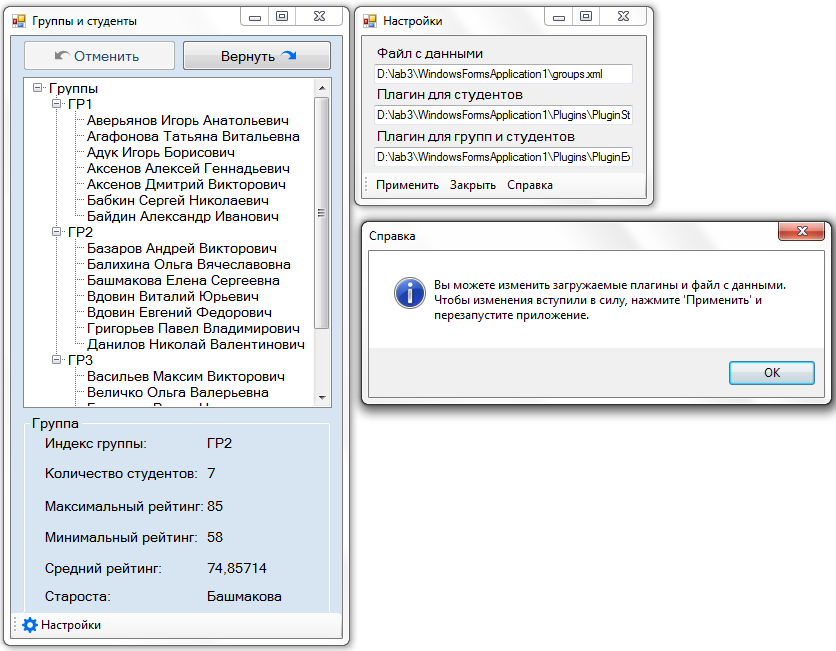 Группы и студенты
Отменить
Вернуть
Группы
ГР1
Аверьянов Игорь Анатольевич
Агафонова Татьяна Витальевна
Адук Игорь Борисович
Аксенов Алексей Геннадьевич
Аксенов Дмитрий Викторович
Бабкин Сергей Николаевич
Байдин Александр Иванович
ГР2
Базаров Андрей Викторович
Балихина Ольга Вячеславовна
Башмакова Елена Сергеевна
Вдовин Виталий Юрьевич
Вдовин Евгений Федорович
Григорьев Павел Владимирович
Данилов Николай Валентинович
ГР3
Васильев Максим Викторович
Величко Ольга Валерьевна
Группа
Индекс группы: ГР2
Количество студентов: 7
Максимальный рейтинг: 85
Минимальный рейтинг: 58
Средний рейтинг: 74,85714
Староста: Башмакова
Настройки
Настройки
Файл с данными
D:\lab3\WindowsFormsApplication1\groups.xml
Плагин для студентов
D:\lab3\WindowsFormsApplication1\Plugins\PluginSt
Плагин для групп и студентов
D:\lab3\WindowsFormsApplication1\Plugins\PluginEx
Применить Закрыть Справка
Справка
Вы можете изменить загружаемые плагины и файл с данными.
Чтобы изменения вступили в силу, нажмите 'Применить' и
перезапустите приложение.
OK